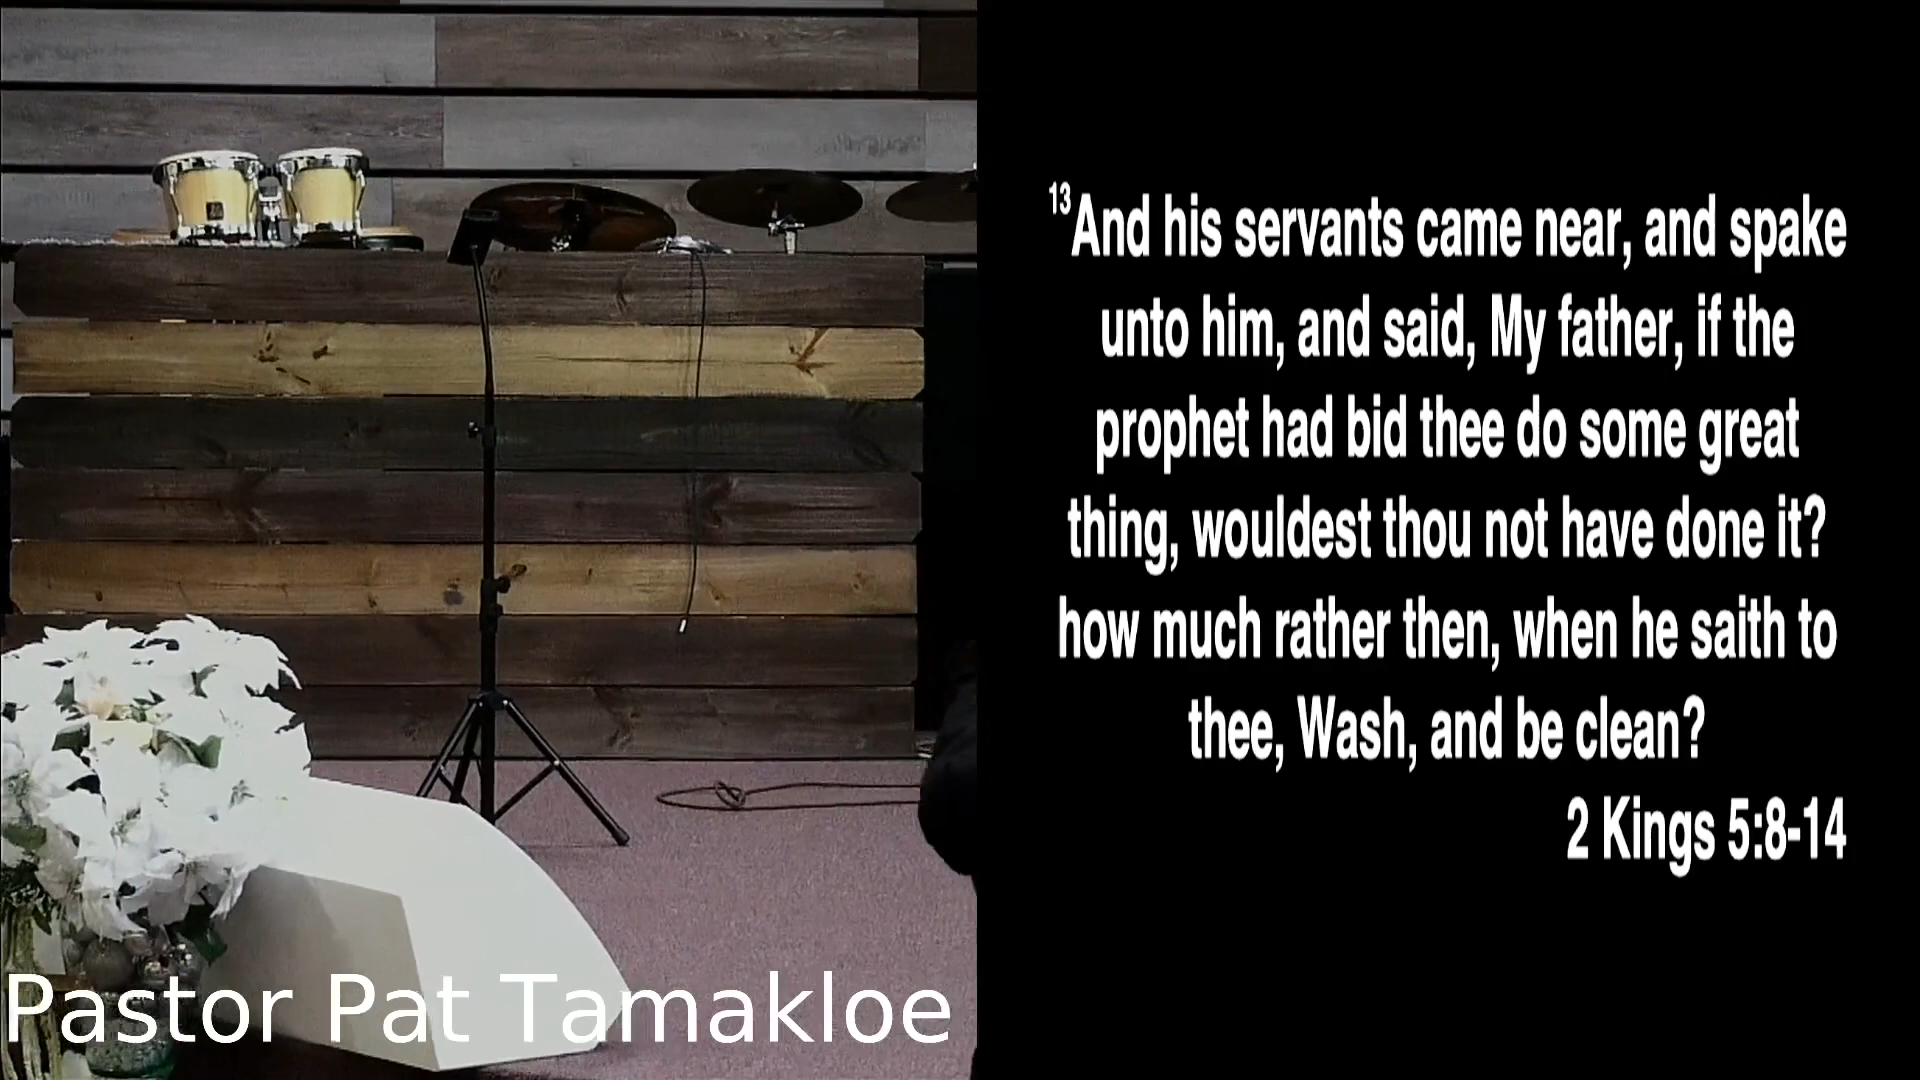 ¹³And his servants came near, and spake
unto him, and said, My father, if the
prophet had bid thee do some great
thing, wouldest thou not have done it?
how much rather then, when he saith to
thee, Wash, and be clean?
2 Kings 5:8-14
Pastor Pat Tamakloe